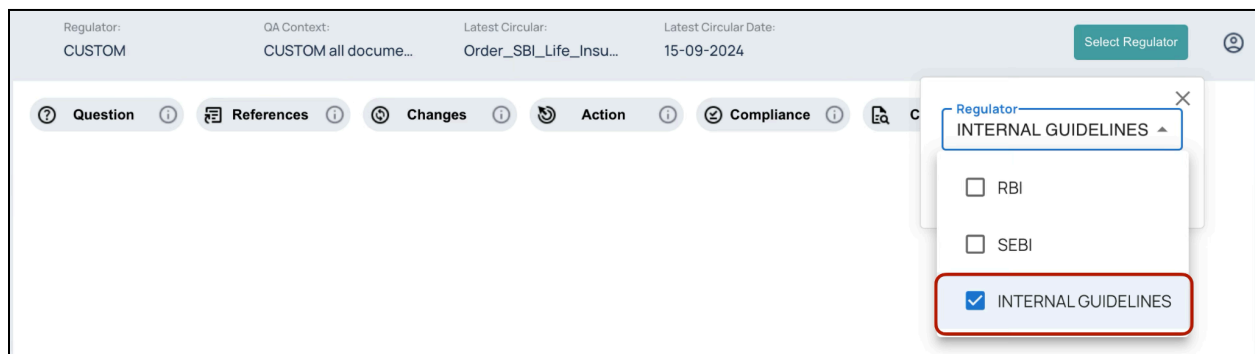 Regulator: QA Context: Latest Circular: Latest Circular Date:
CUSTOM CUSTOM all docume... Order_SBI_Life_Insu... 15-09-2024
Select Regulator
Question References Changes Action Compliance C
Regulator
INTERNAL GUIDELINES
RBI
SEBI
INTERNAL GUIDELINES